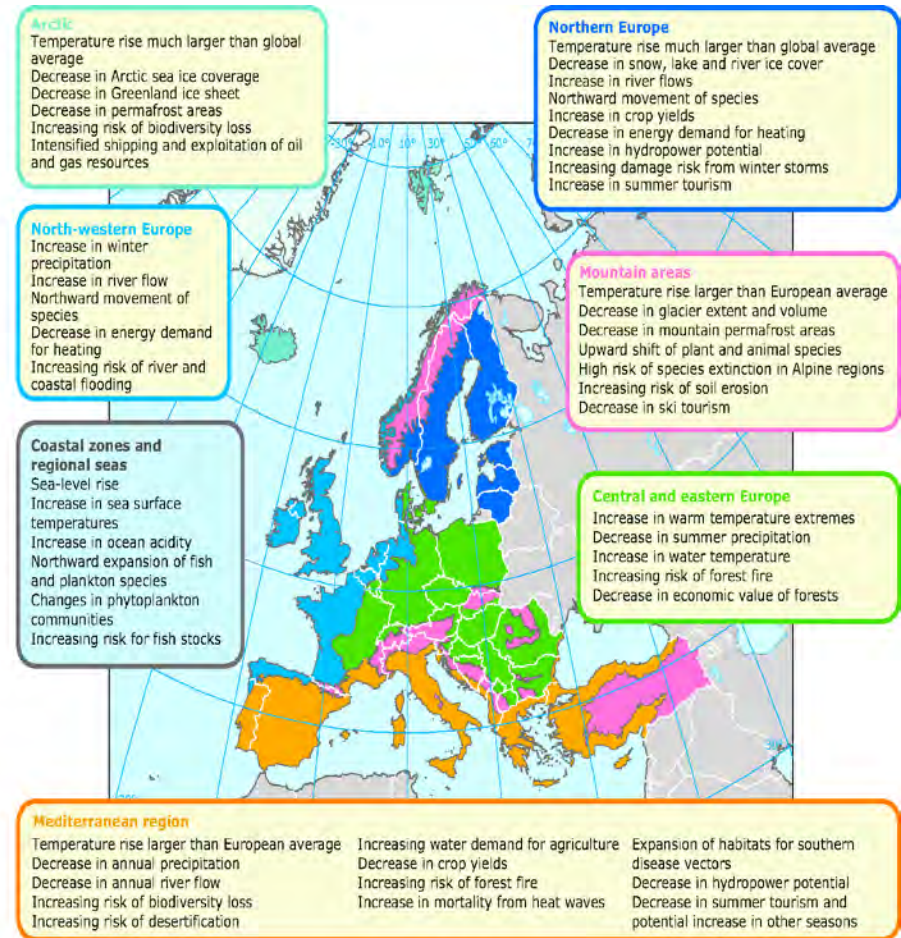 Arctic
Temperature rise much larger than global
average
Decrease in Arctic sea ice coverage
Decrease in Greenland ice sheet
Decrease in permafrost areas
Increasing risk of biodiversity loss
Intensified shipping and exploitation of oil
and gas resources
Northern Europe
Temperature rise much larger than global average
Decrease in snow, lake and river ice cover
Increase in river flows
Northward movement of species
Increase in crop yields
Decrease in energy demand for heating
Increase in hydropower potential
Increasing damage risk from winter storms
Increase in summer tourism
-10° 10° 30°
North-western Europe
Increase in winter
precipitation
Increase in river flow
Northward movement of
species
Decrease in energy demand
for heating
Increasing risk of river and
coastal flooding
Mountain areas
Temperature rise larger than European average
Decrease in glacier extent and volume
Decrease in mountain permafrost areas
Upward shift of plant and animal species
High risk of species extinction in Alpine regions
Increasing risk of soil erosion
Decrease in ski tourism
Coastal zones and
regional seas
Sea-level rise
Increase in sea surface
temperatures
Increase in ocean acidity
Northward expansion of fish
and plankton species
Changes in phytoplankton
communities
Increasing risk for fish stocks
Central and eastern Europe
Increase in warm temperature extremes
Decrease in summer precipitation
Increase in water temperature
Increasing risk of forest fire
Decrease in economic value of forests
Mediterranean region
Temperature rise larger than European average
Decrease in annual precipitation
Decrease in annual river flow
Increasing risk of biodiversity loss
Increasing risk of desertification
Increasing water demand for agriculture
Decrease in crop yields
Increasing risk of forest fire
Increase in mortality from heat waves
Expansion of habitats for southern
disease vectors
Decrease in hydropower potential
Decrease in summer tourism and
potential increase in other seasons